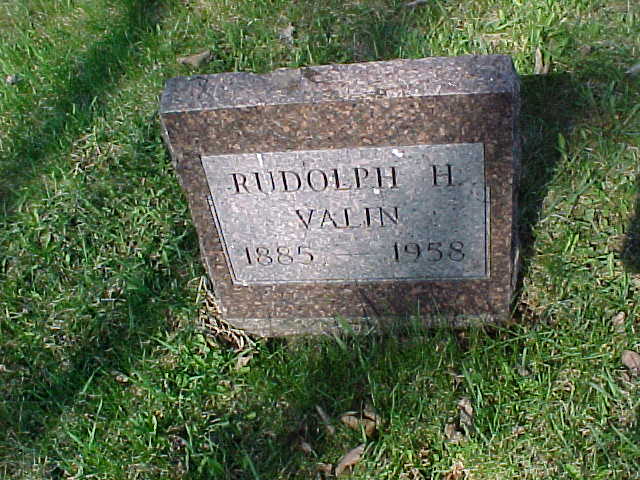 RUDOLPH H.
VALIN
1885 — 1958